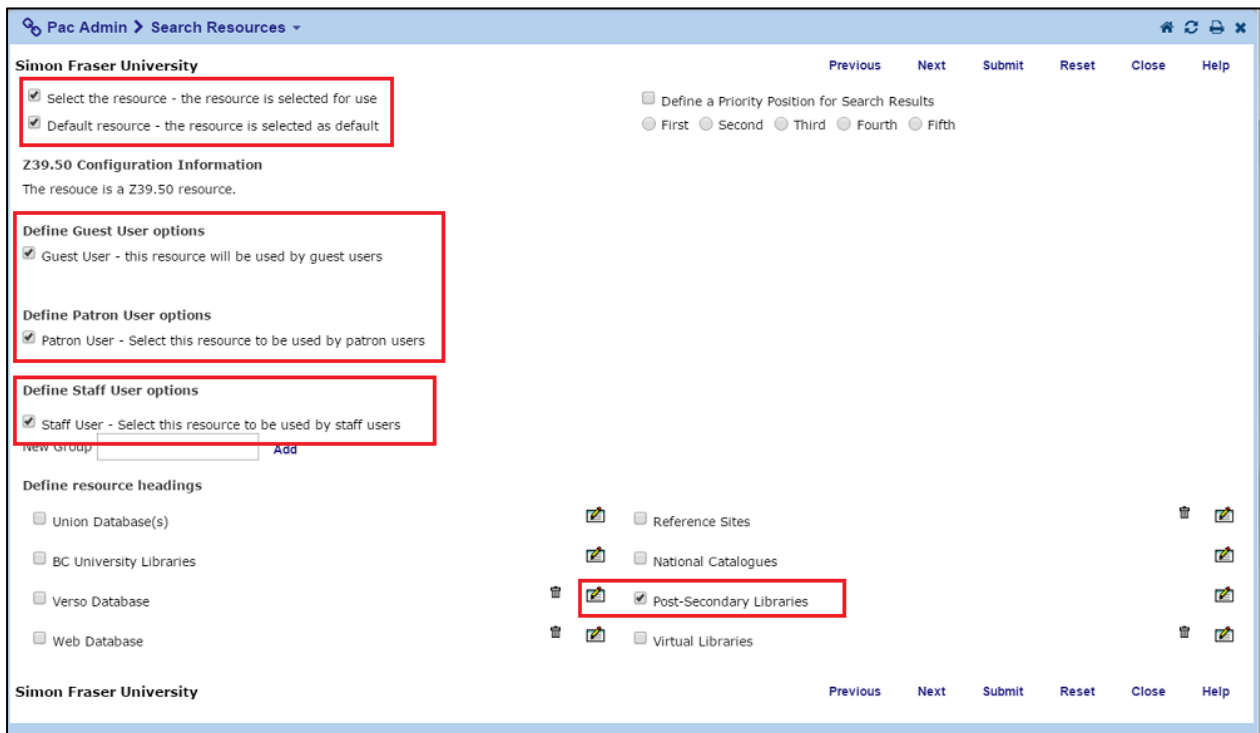 Pac Admin > Search Resources
Simon Fraser University Previous Next Submit Reset Close Help
Select the resource - the resource is selected for use
Define a Priority Position for Search Results
Default resource - the resource is selected as default
First Second Third Fourth Fifth
Z39.50 Configuration Information
The resouce is a Z39.50 resource.
Define Guest User options
Guest User - this resource will be used by guest users
Define Patron User options
Patron User - Select this resource to be used by patron users
Define Staff User options
Staff User - Select this resource to be used by staff users
New Group Add
Define resource headings
Union Database(s) Reference Sites
BC University Libraries National Catalogues
Verso Database Post-Secondary Libraries
Web Database Virtual Libraries
Simon Fraser University Previous Next Submit Reset Close Help